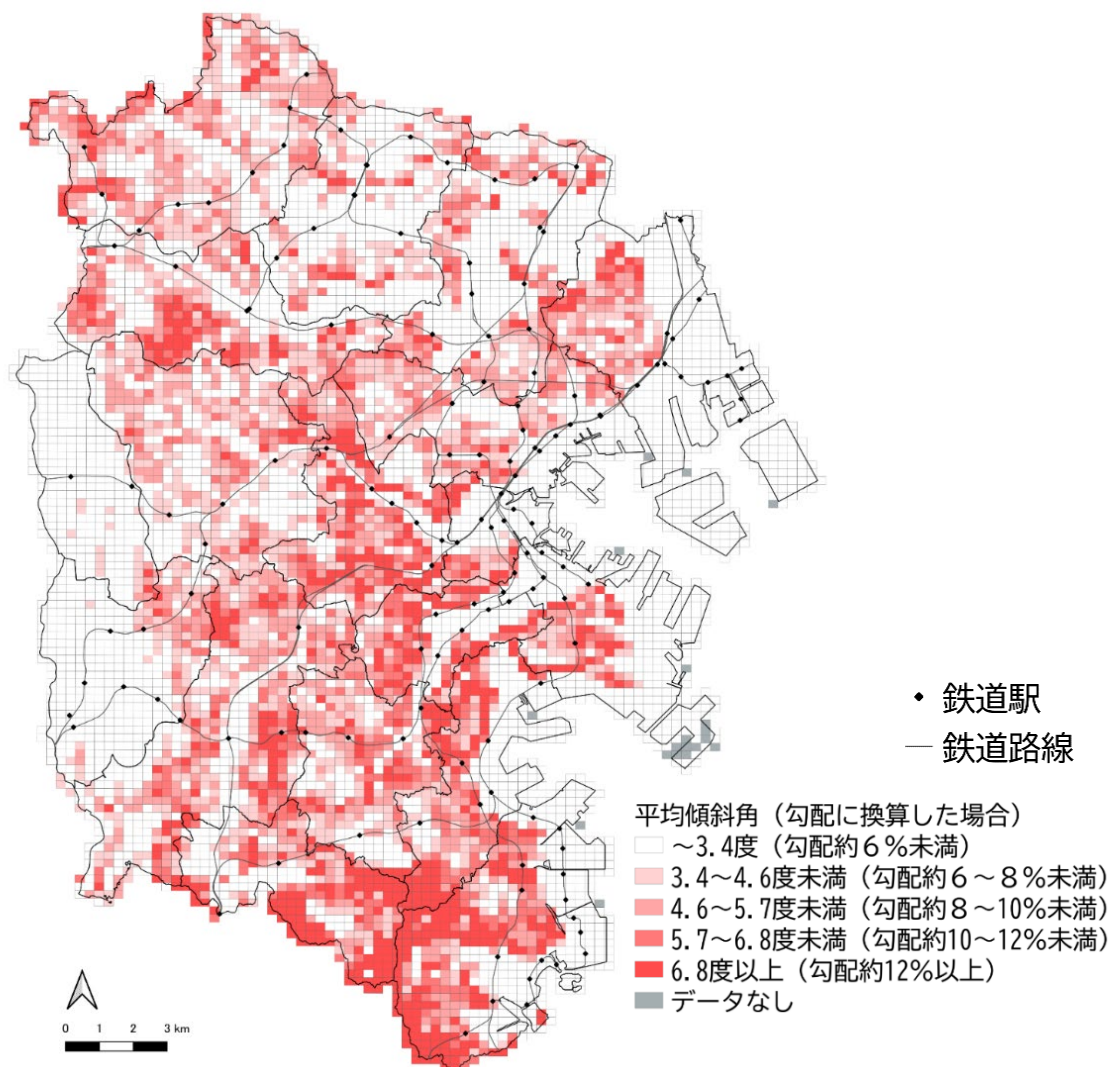 鉄道駅
鉄道路線
平均傾斜角（勾配に換算した場合）
～3.4度（勾配約６％未満）
3.4～4.6度未満（勾配約６～８％未満）
4.6～5.7度未満（勾配約８～10％未満）
5.7～6.8度未満（勾配約10～12％未満）
6.8度以上（勾配約12％以上）
データなし
0 1 2 3 km